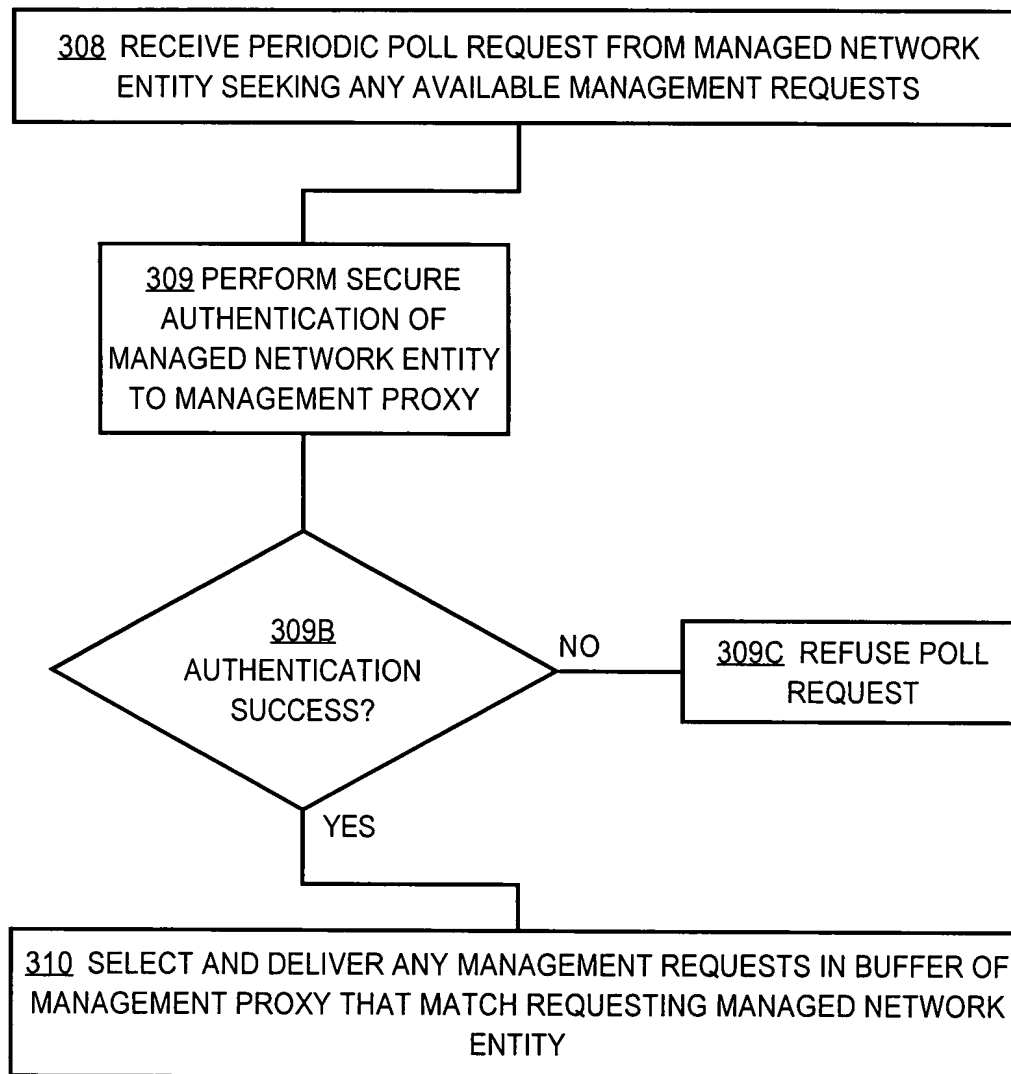 308 RECEIVE PERIODIC POLL REQUEST FROM MANAGED NETWORK
ENTITY SEEKING ANY AVAILABLE MANAGEMENT REQUESTS
309 PERFORM SECURE
AUTHENTICATION OF
MANAGED NETWORK ENTITY
TO MANAGEMENT PROXY
309B
AUTHENTICATION
SUCCESS?
NO
309C REFUSE POLL
REQUEST
YES
310 SELECT AND DELIVER ANY MANAGEMENT REQUESTS IN BUFFER OF
MANAGEMENT PROXY THAT MATCH REQUESTING MANAGED NETWORK
ENTITY